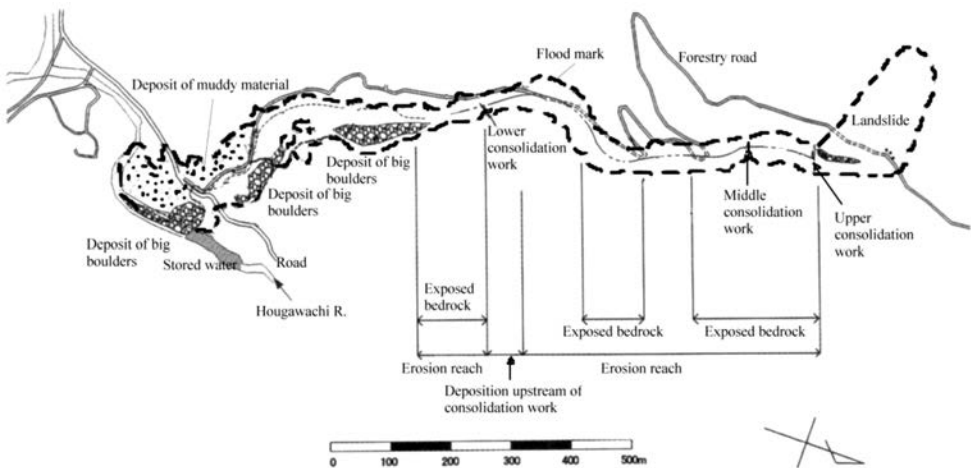 Flood mark
Forestry road
Deposit of muddy material
Landslide
Lower
consolidation
work
Deposit of big
boulders
Deposit of big
boulders
Middle
consolidation
work
Upper
consolidation
work
Deposit of big
boulders
Stored water
Road
Hougawachi R.
Exposed
bedrock
Exposed bedrock
Exposed bedrock
Erosion reach
Erosion reach
Deposition upstream of
consolidation work
0 100 200 300 400 500m